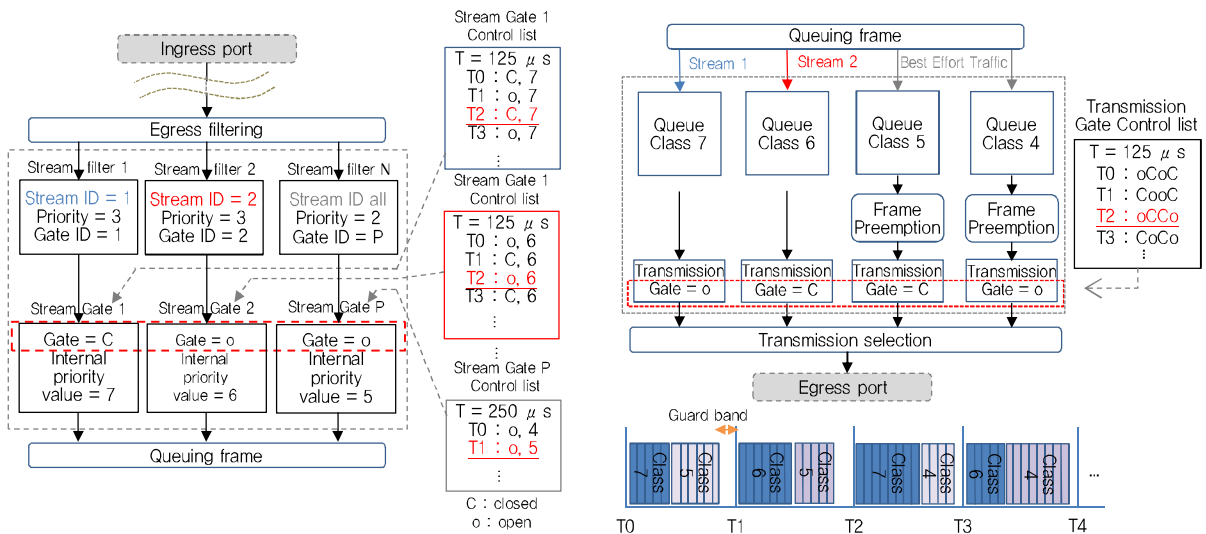 Ingress port
Egress filtering
Stream filter 1
Stream filter 2
Stream filter N
Stream ID = 1
Priority = 3
Gate ID = 1
Stream ID = 2
Priority = 3
Gate ID = 2
Stream ID all
Priority = 2
Gate ID = P
Stream Gate 1
Stream Gate 2
Stream Gate P
Gate = C
Internal
priority
value = 7
Gate = o
Internal
priority
value = 6
Gate = o
Internal
priority
value = 5
Queuing frame
Stream Gate 1
Control list
T = 125 μ s
T0 : C, 7
T1 : o, 7
T2 : C, 7
T3 : o, 7
⋮
Stream Gate 1
Control list
T = 125 μ s
T0 : o, 6
T1 : C, 6
T2 : o, 6
T3 : C, 6
⋮
Stream Gate P
Control list
T = 250 μ s
T0 : o, 4
T1 : o, 5
⋮
C : closed
o : open
Queuing frame
Stream 1
Stream 2
Best Effort Traffic
Queue
Class 7
Queue
Class 6
Queue
Class 5
Queue
Class 4
Frame
Preemption
Frame
Preemption
Transmission
Gate = o
Transmission
Gate = C
Transmission
Gate = C
Transmission
Gate = o
Transmission
Gate Control list
T = 125 μ s
T0 : oCoC
T1 : CooC
T2 : oCCo
T3 : CoCo
⋮
Transmission selection
Egress port
Guard band
Class 7
Class 5
Class 6
Class 5
Class 7
Class 4
Class 6
Class 4
...
T0
T1
T2
T3
T4